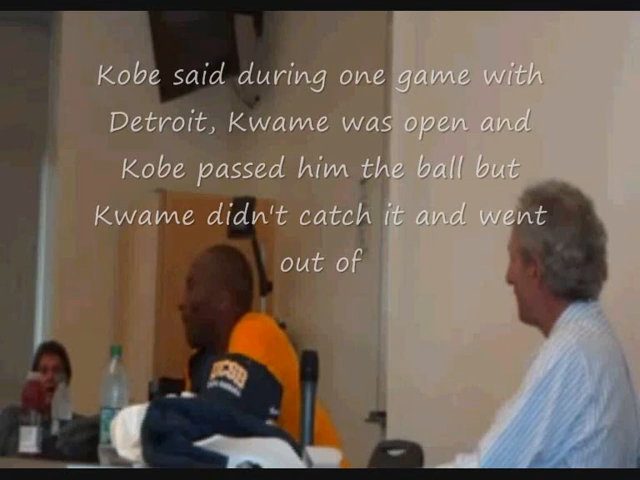 Kobe said during one game with
Detroit, Kwame was open and
Kobe passed him the ball but
Kwame didn't catch it and went
out of
UCSB